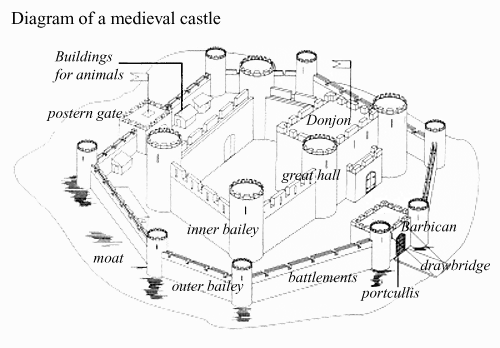 Diagram of a medieval castle
Buildings
for animals
postern gate
Donjon
great hall
inner bailey
Barbican
moat
drawbridge
outer bailey
battlements
portcullis